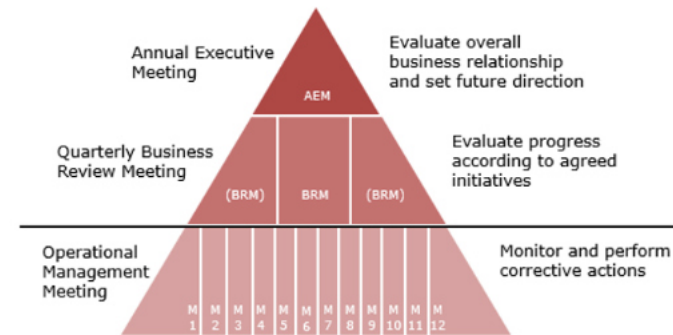 Annual Executive
Meeting
AEM
Evaluate overall
business relationship
and set future direction
Quarterly Business
Review Meeting
(BRM)
BRM
(BRM)
Evaluate progress
according to agreed
initiatives
Operational
Management
Meeting
M M M M M M M M M M M M
1 2 3 4 5 6 7 8 9 10 11 12
Monitor and perform
corrective actions